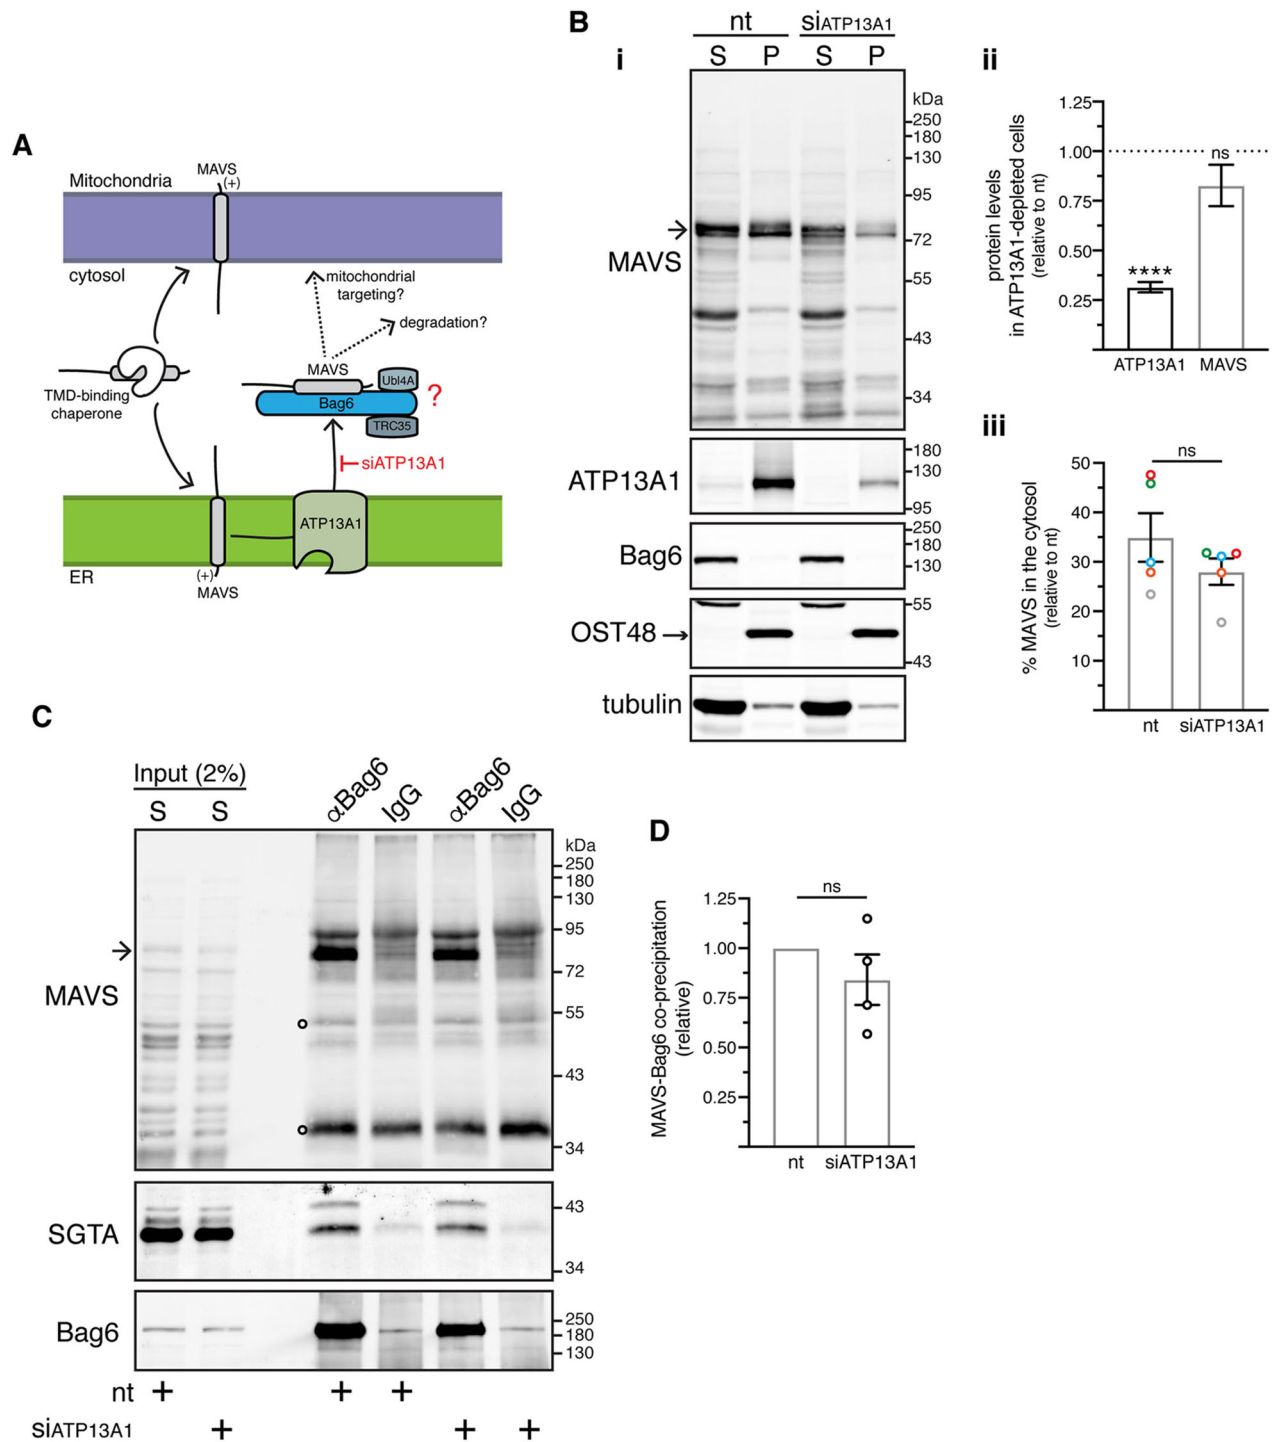 A
Mitochondria
MAVS
(+)
cytosol
mitochondrial
targeting?
degradation?
TMD-binding
chaperone
MAVS
Ubl4A
Bag6
?
TRC35
siATP13A1
ATP13A1
ER
(+)
MAVS
B
i
nt siATP13A1
S P S P
kDa
250
180
130
95
72
55
43
34
MAVS
ATP13A1
180
130
95
Bag6
250
180
130
OST48
55
43
tubulin
ii
protein levels
in ATP13A1-depleted cells
(relative to nt)
1.25
1.00
0.75
0.50
0.25
**** ns
ATP13A1 MAVS
iii
% MAVS in the cytosol
(relative to nt)
50
40
30
20
10
ns
nt siATP13A1
C
Input (2%)
S S
αBag6 IgG αBag6 IgG
kDa
250
180
130
95
72
55
43
34
MAVS
SGTA
43
34
Bag6
250
180
130
nt + + +
siATP13A1 + + +
D
MAVS-Bag6 co-precipitation
(relative)
1.25
1.00
0.75
0.50
0.25
ns
nt siATP13A1